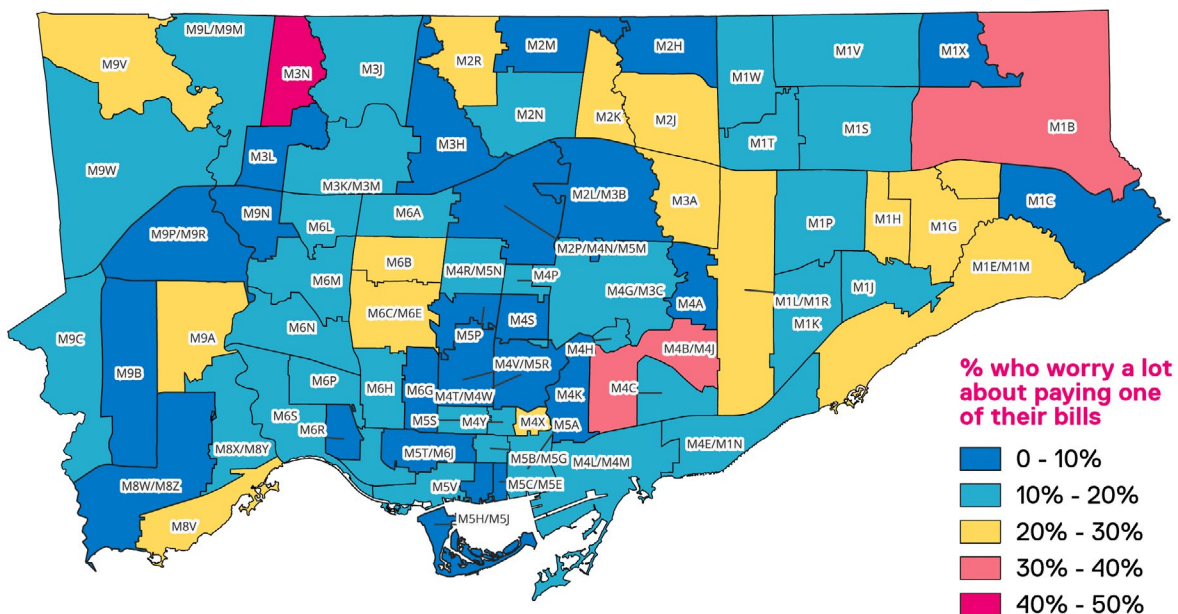 M9L/M9M
M9V
M3N
M3J
M2R
M2M
M2H
M1W
M1V
M1X
M2N
M2K
M2J
M1B
M1T
M1S
M3H
M3L
M9W
M3K/M3M
M2L/M3B
M3A
M9N
M6L
M6A
M1P
M1H
M1G
M1C
M9P/M9R
M2P/M4N/M5M
M6B
M4R/M5N
M4P
M1E/M1M
M6M
M4G/M3C
M1J
M4A
M1L/M1R
M6C/M6E
M5P
M4S
M1K
M6N
M9C
M9A
M4H
M4B/M4J
M9B
M4V/M5R
M6P
M6H
M6G
M4T/M4W
M4K
M4C
M6S
M5S
M4Y
M4X
M5A
M6R
M4E/M1N
M8X/M8Y
M5T/M6J
M5B/M5G
M4L/M4M
M8W/M8Z
M5V
M5C/M5E
M5H/M5J
M8V
% who worry a lot
about paying one
of their bills
0 - 10%
10% - 20%
20% - 30%
30% - 40%
40% - 50%